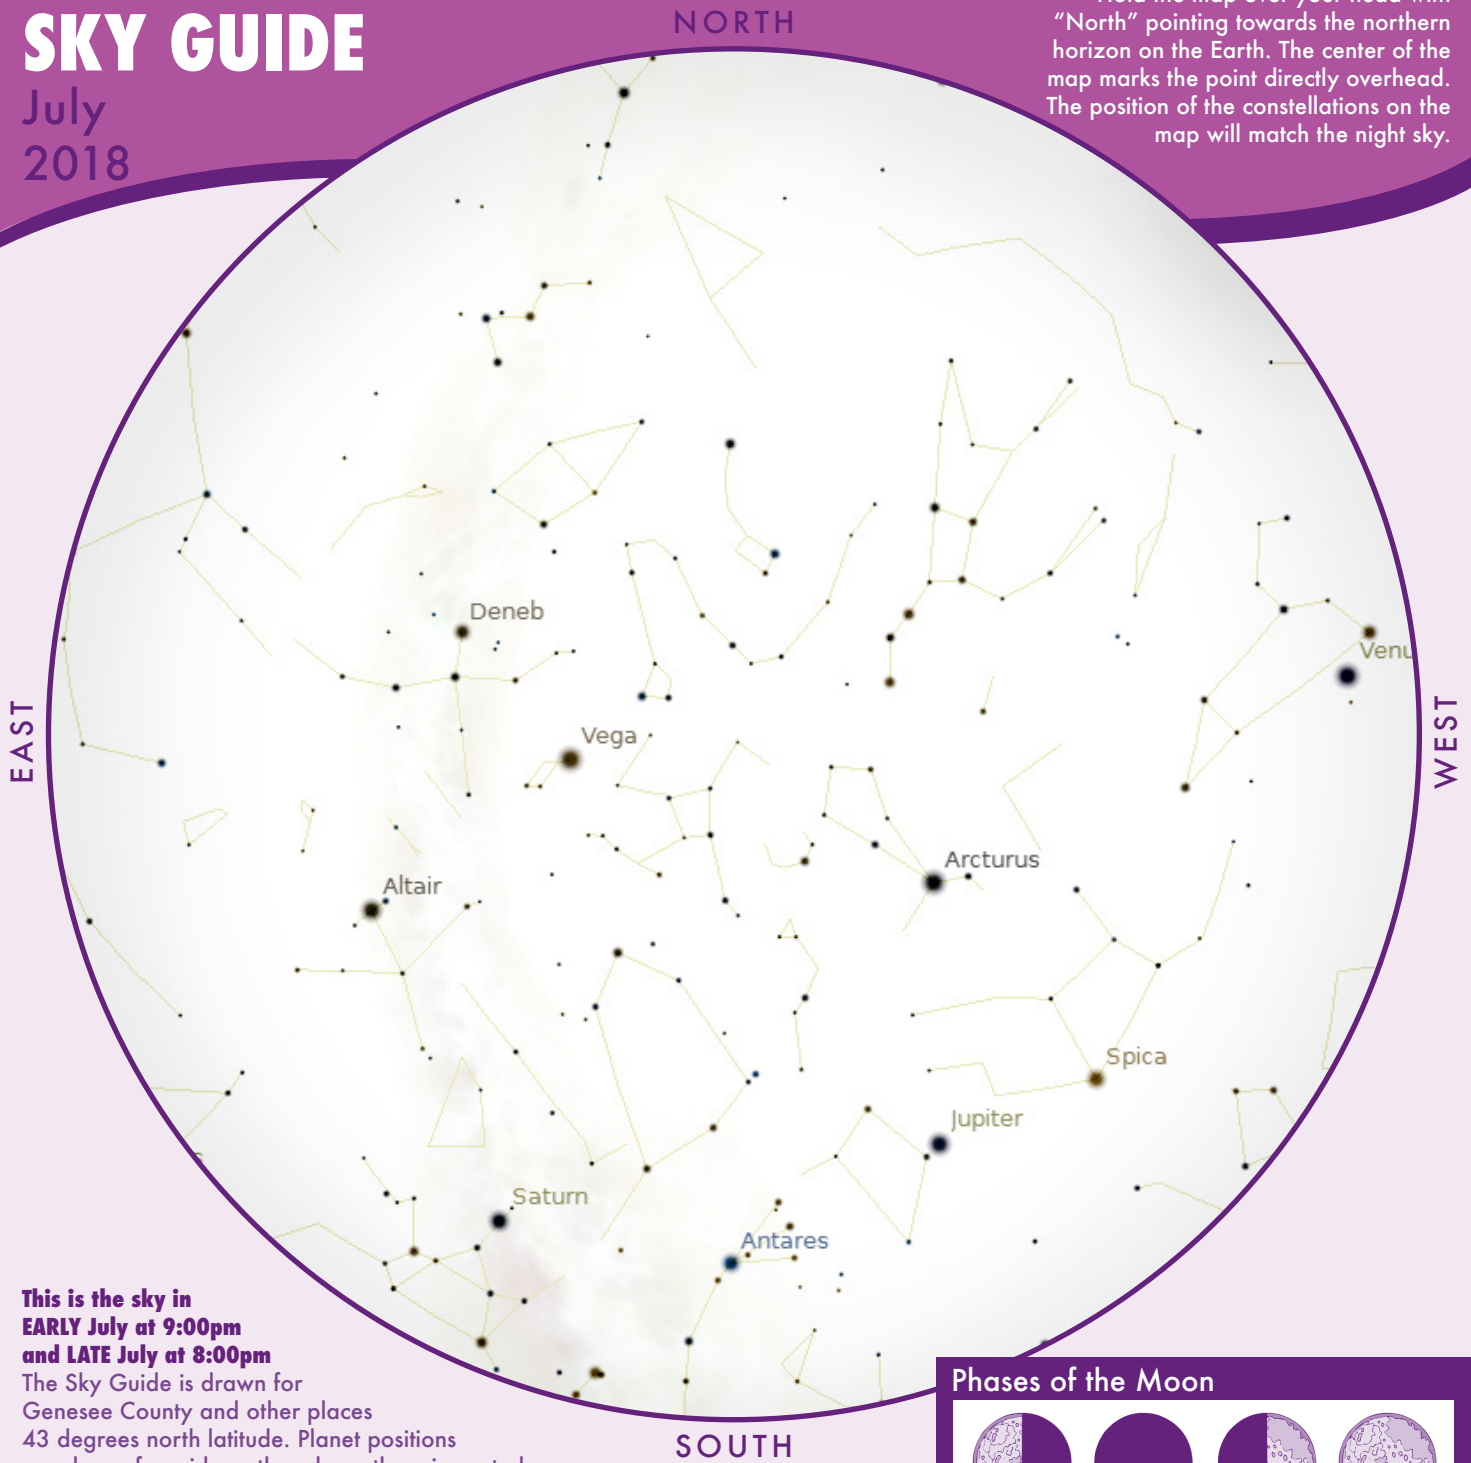 SKY GUIDE
July
2018
NORTH
"North" pointing towards the northern
horizon on the Earth. The center of the
map marks the point directly overhead.
The position of the constellations on the
map will match the night sky.
Deneb
Venu
EAST
WEST
Vega
Arcturus
Altair
Spica
Jupiter
Saturn
Antares
This is the sky in
EARLY July at 9:00pm
and LATE July at 8:00pm
The Sky Guide is drawn for
Genesee County and other places
43 degrees north latitude. Planet positions
SOUTH
Phases of the Moon